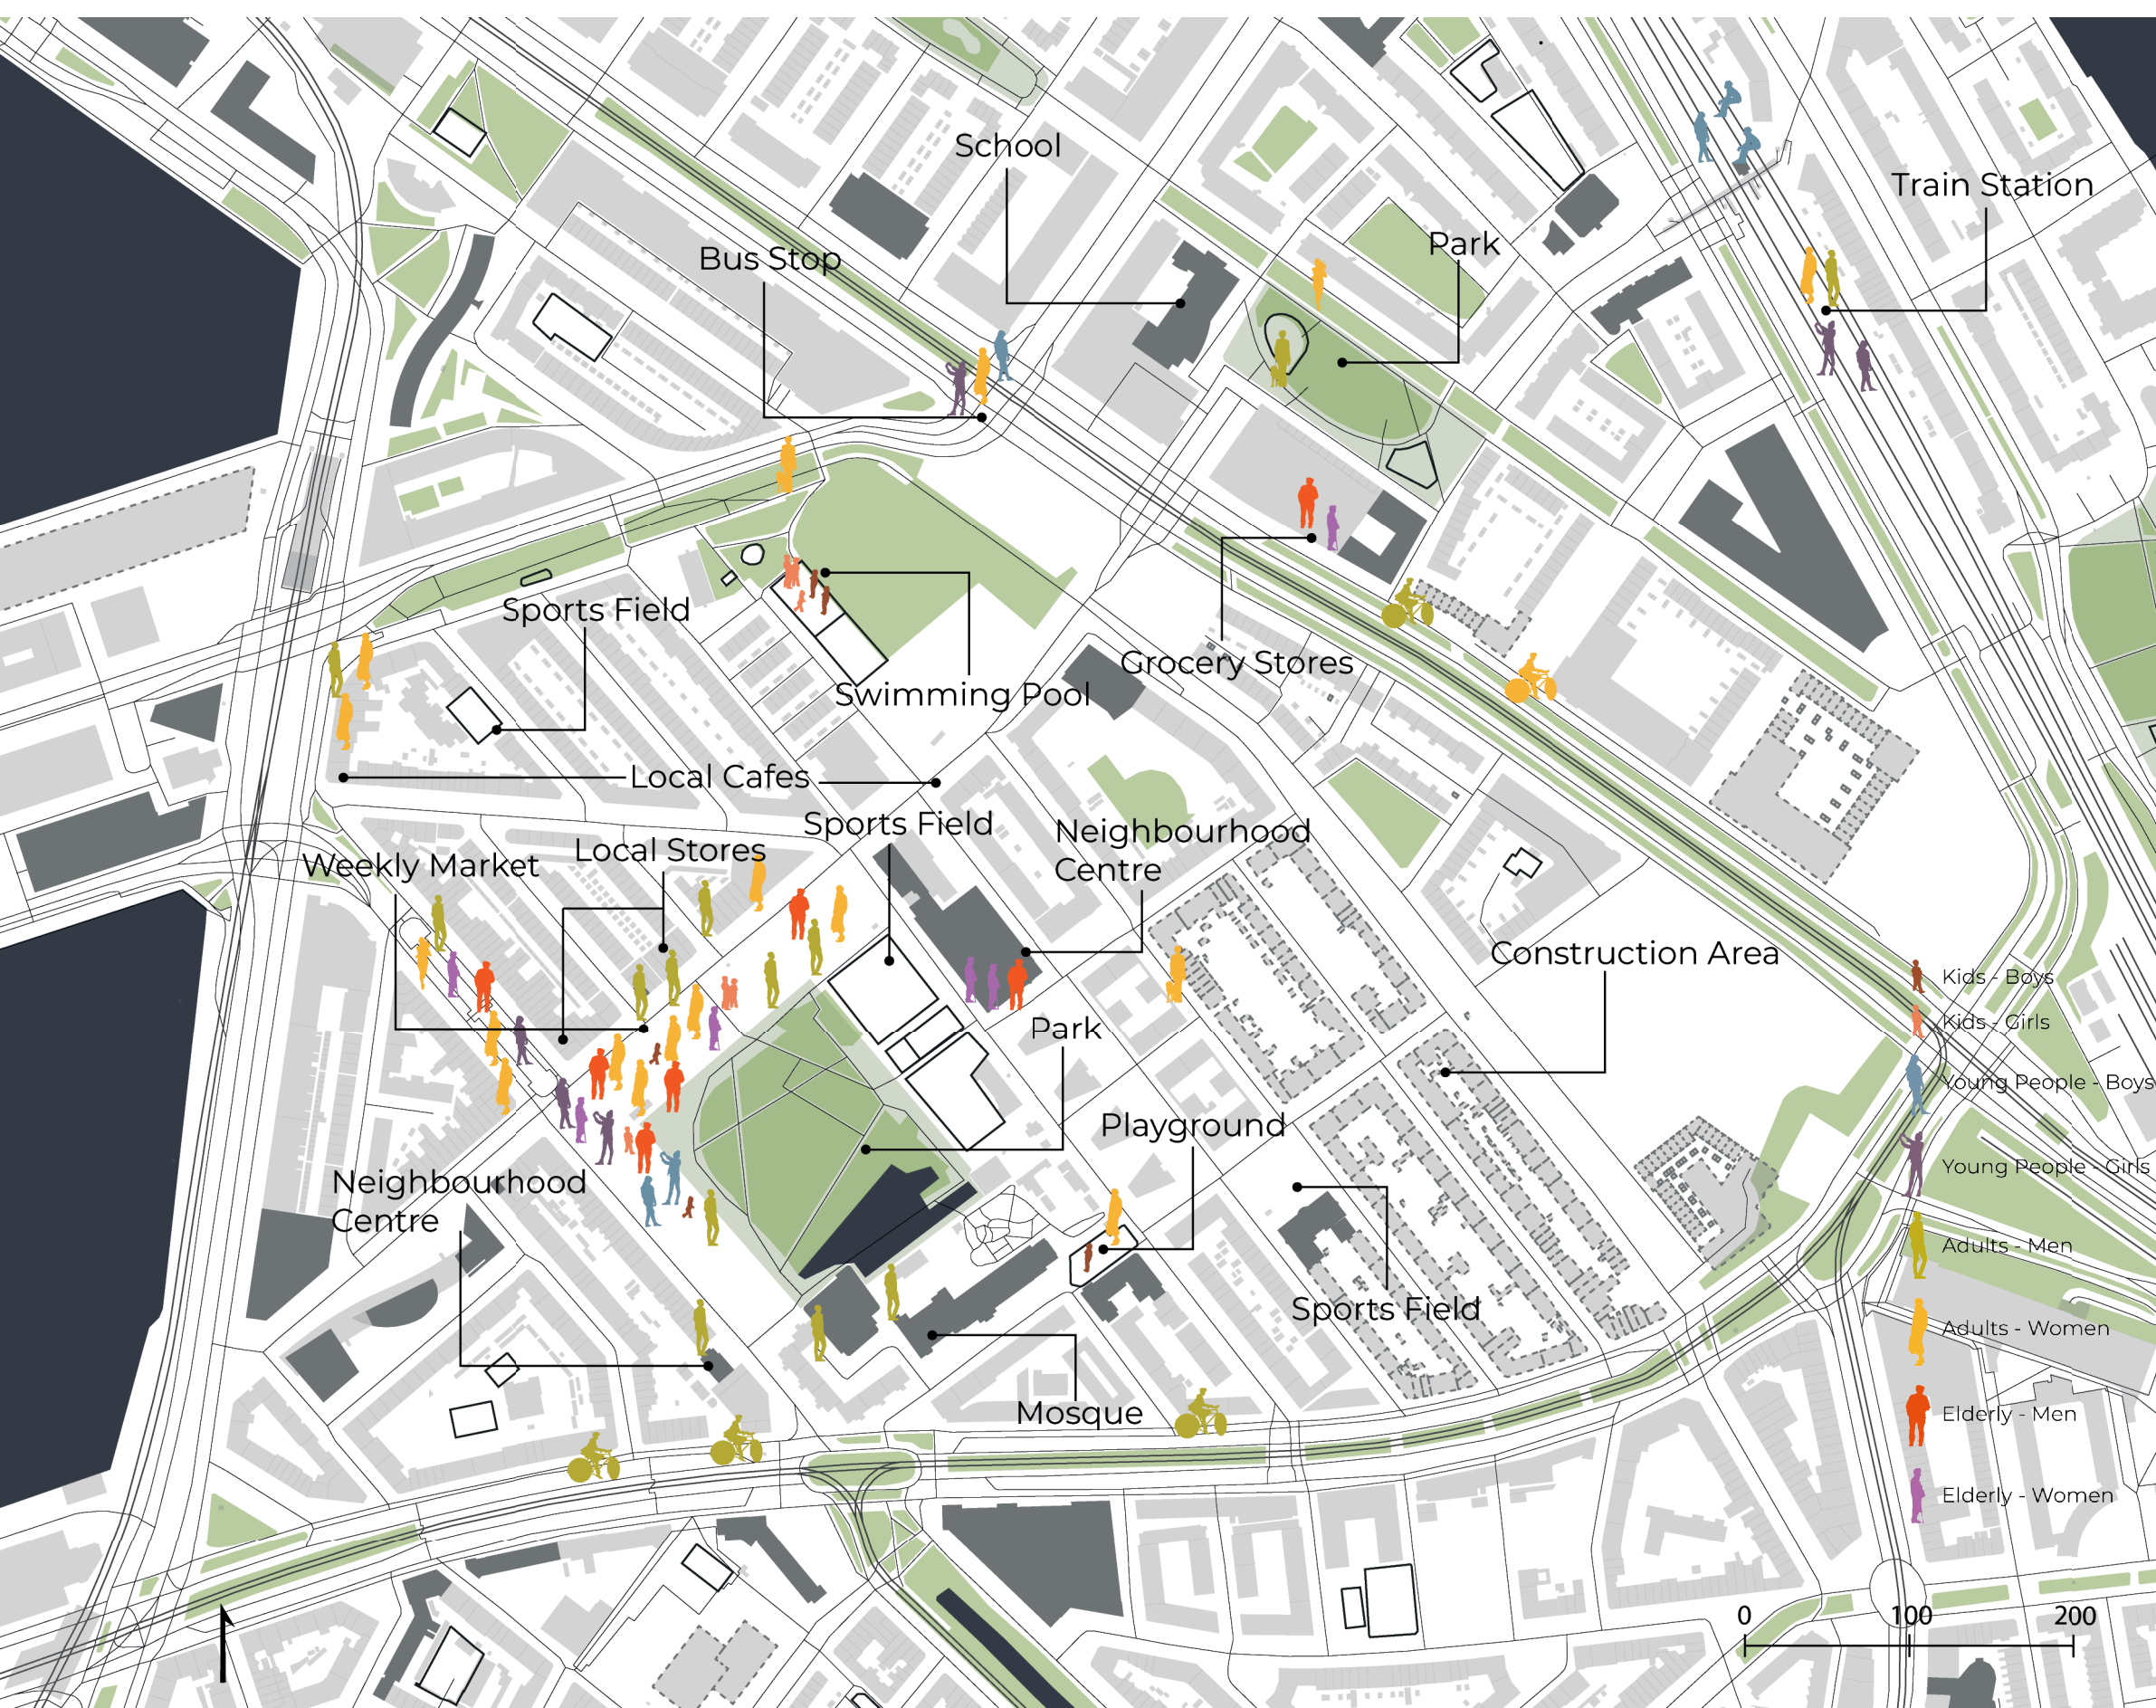 School
Train Station
Park
Bus Stop
Sports Field
Grocery Stores
Swimming Pool
Local Cafes
Sports Field
Neighbourhood
Centre
Local Stores
Weekly Market
Construction Area
Kids - Boys
Kids - Girls
Park
Young People - Boys
Playground
Young People - Girls
Neighbourhood
Centre
Adults - Men
Sports Field
Adults - Women
Mosque
Elderly - Men
Elderly - Women
0 100 200